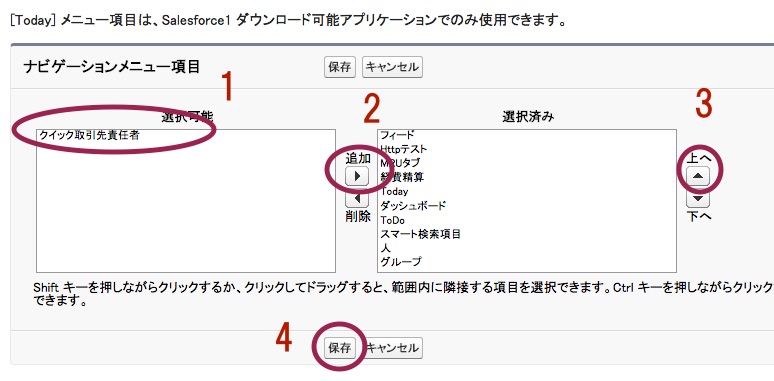 [Today] メニュー項目は、Salesforce1 ダウンロード可能アプリケーションでのみ使用できます。
ナビゲーションメニュー項目
保存 キャンセル
1
2
3
選択可能
選択済み
クイック取引先責任者
追加
削除
フィード
Httpテスト
MRUタブ
経費精算
Today
ダッシュボード
ToDo
スマート検索項目
人
グループ
上へ
下へ
Shift キーを押しながらクリックするか、クリックしてドラッグすると、範囲内に隣接する項目を選択できます。Ctrl キーを押しながらクリック
できます。
4
保存 キャンセル